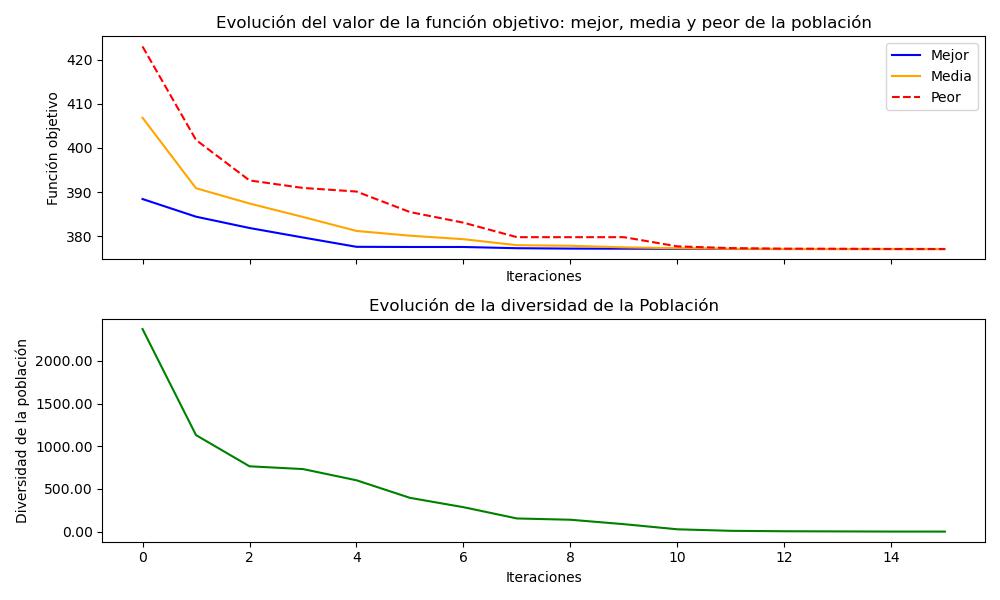 Evolución del valor de la función objetivo: mejor, media y peor de la población
Función objetivo
420
410
400
390
380
Mejor
Media
Peor
Iteraciones
Evolución de la diversidad de la Población
Diversidad de la población
2000.00
1500.00
1000.00
500.00
0.00
0 2 4 6 8 10 12 14
Iteraciones